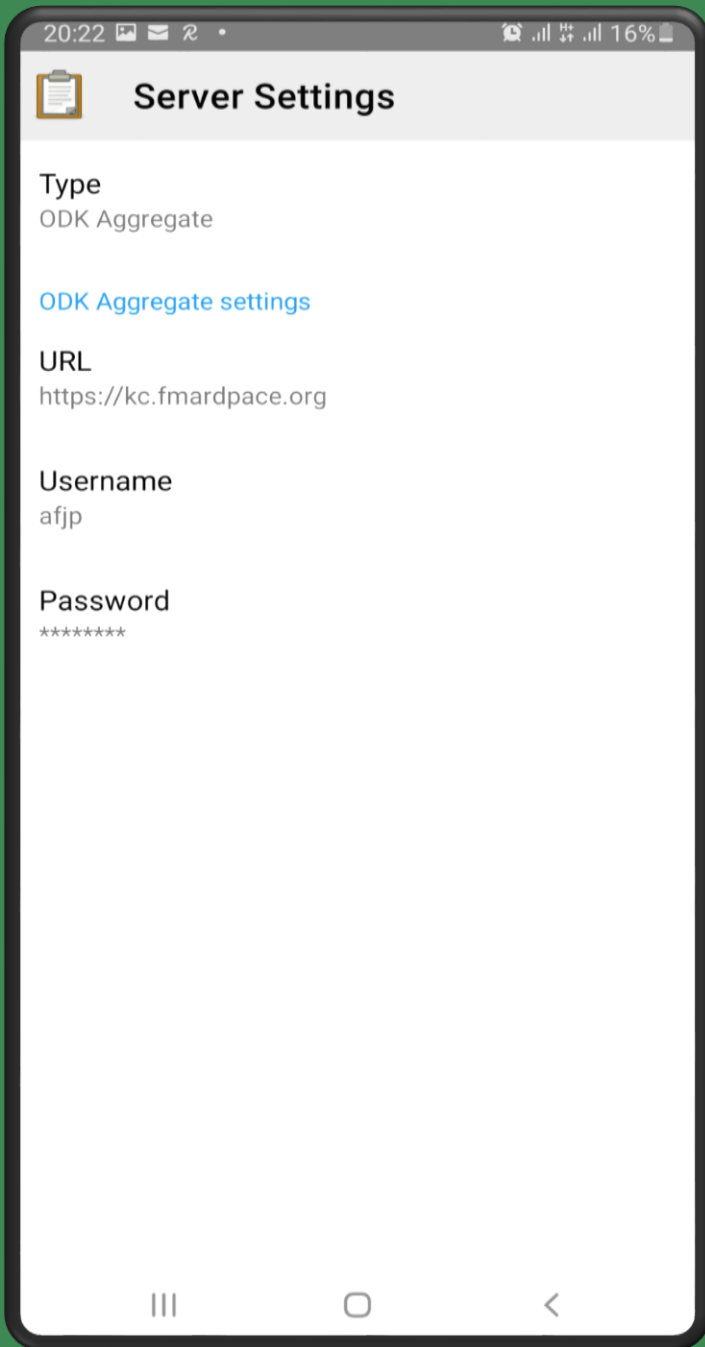 20:22
16%
Server Settings
Type
ODK Aggregate
ODK Aggregate settings
URL
https://kc.fmardpace.org
Username
afjp
Password
********